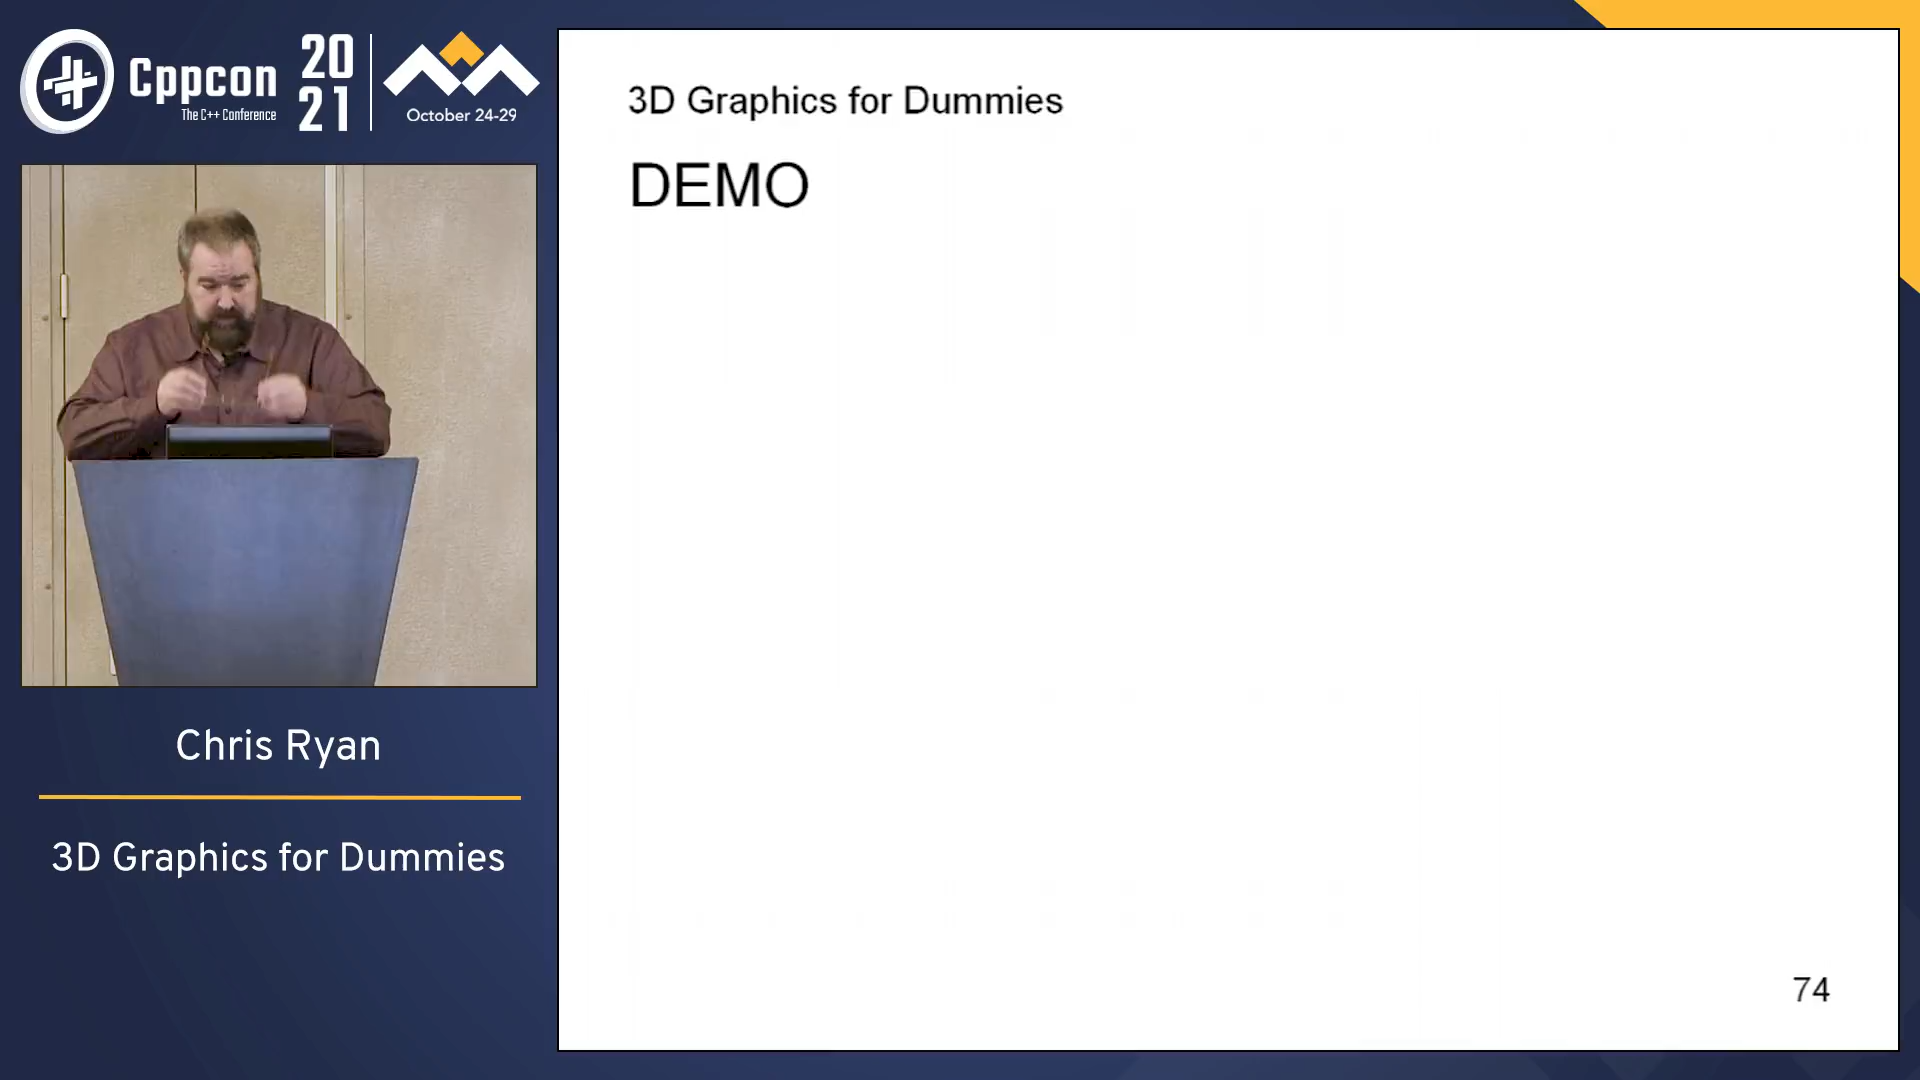 Cppcon
The C++ Conference
20
21
October 24-29
Chris Ryan
3D Graphics for Dummies
3D Graphics for Dummies
DEMO
74